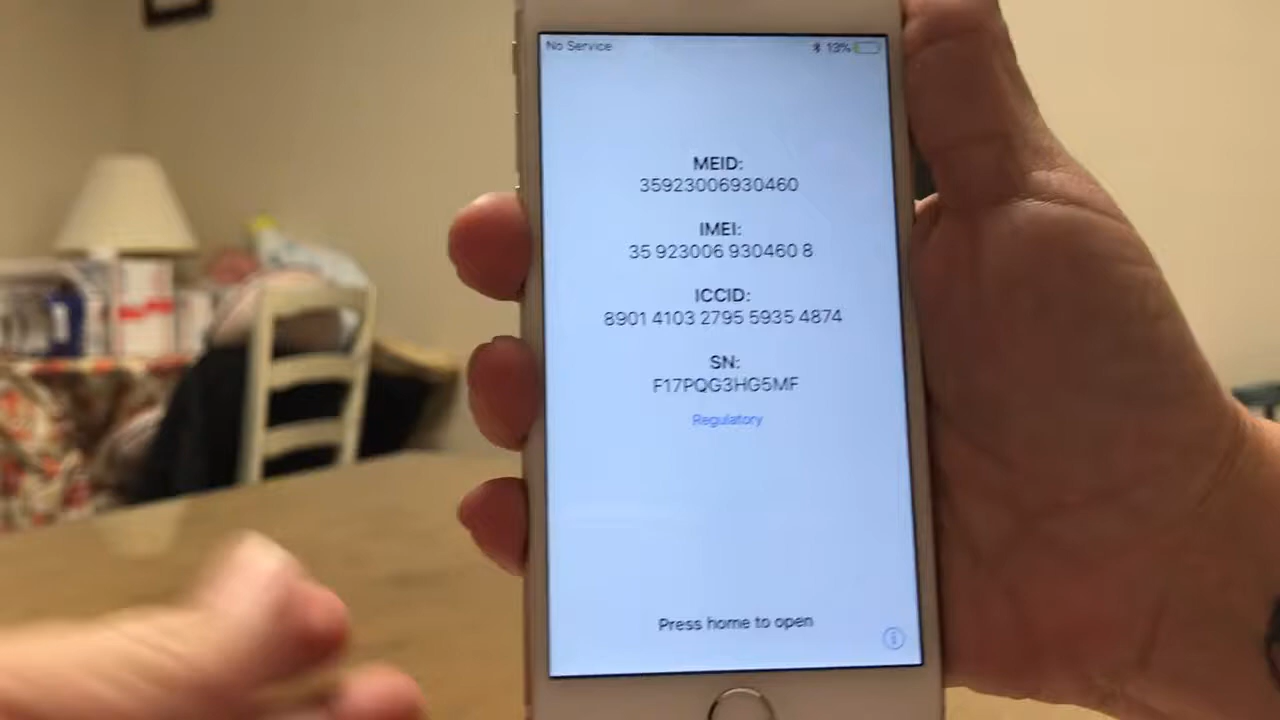 No Service 13%
MEID:
35923006930460
IMEI:
35 923006 930460 8
ICCID:
8901 4103 2795 5935 4874
SN:
F17PQG3HG5MF
Regulatory
Press home to open